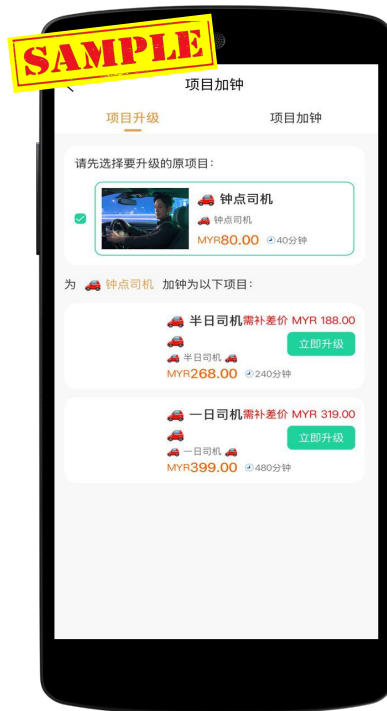 SAMPLE
项目加钟
项目升级 项目加钟
请先选择要升级的原项目：
🚗 钟点司机
🚗 钟点司机
MYR80.00 40分钟
为 🚗 钟点司机 加钟为以下项目：
🚗 半日司机需补差价 MYR 188.00
🚗
立即升级
🚗 半日司机 🚗
MYR268.00 240分钟
🚗 一日司机需补差价 MYR 319.00
🚗
立即升级
🚗 一日司机 🚗
MYR399.00 480分钟